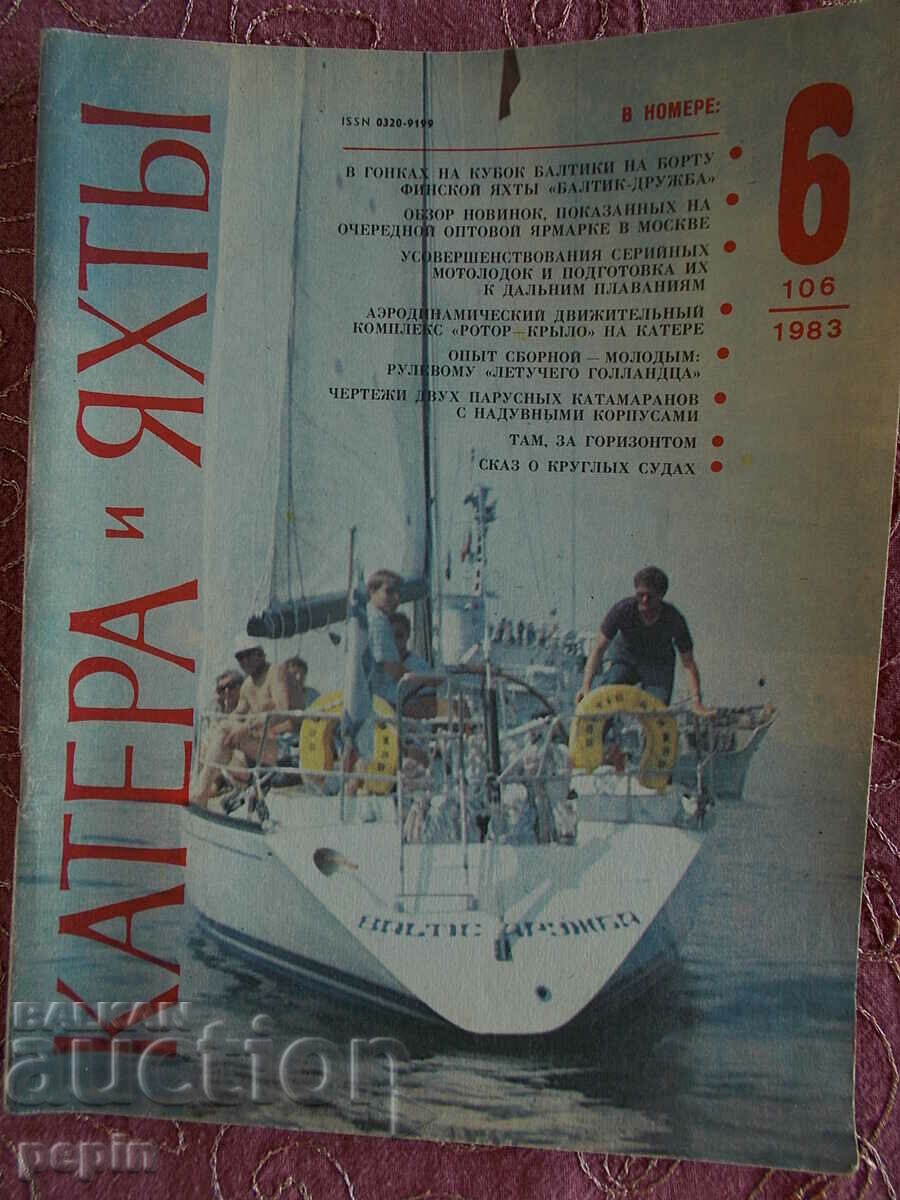 КАТЕРА и ЯХТЫ
ISSN 0320-9199
В НОМЕРЕ:
6
106
1983
В ГОНКАХ НА КУБОК БАЛТИКИ НА БОРТУ
ФИНСКОЙ ЯХТЫ «БАЛТИК-ДРУЖБА»
ОБЗОР НОВИНОК, ПОКАЗАННЫХ НА
ОЧЕРЕДНОЙ ОПТОВОЙ ЯРМАРКЕ В МОСКВЕ
УСОВЕРШЕНСТВОВАНИЯ СЕРИЙНЫХ
МОТОЛОДОК И ПОДГОТОВКА ИХ
К ДАЛЬНИМ ПЛАВАНИЯМ
АЭРОДИНАМИЧЕСКИЙ ДВИЖИТЕЛЬНЫЙ
КОМПЛЕКС «РОТОР—КРЫЛО» НА КАТЕРЕ
ОПЫТ СБОРНОЙ — МОЛОДЫМ:
РУЛЕВОМУ «ЛЕТУЧЕГО ГОЛЛАНДЦА»
ЧЕРТЕЖИ ДВУХ ПАРУСНЫХ КАТАМАРАНОВ
С НАДУВНЫМИ КОРПУСАМИ
ТАМ, ЗА ГОРИЗОНТОМ
СКАЗ О КРУГЛЫХ СУДАХ
BALTIC ДРУЖБА
BALKAN
auction
pepin